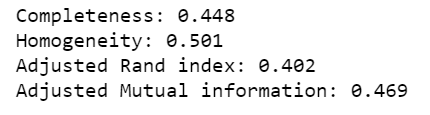 Completeness: 0.448
Homogeneity: 0.501
Adjusted Rand index: 0.402
Adjusted Mutual information: 0.469